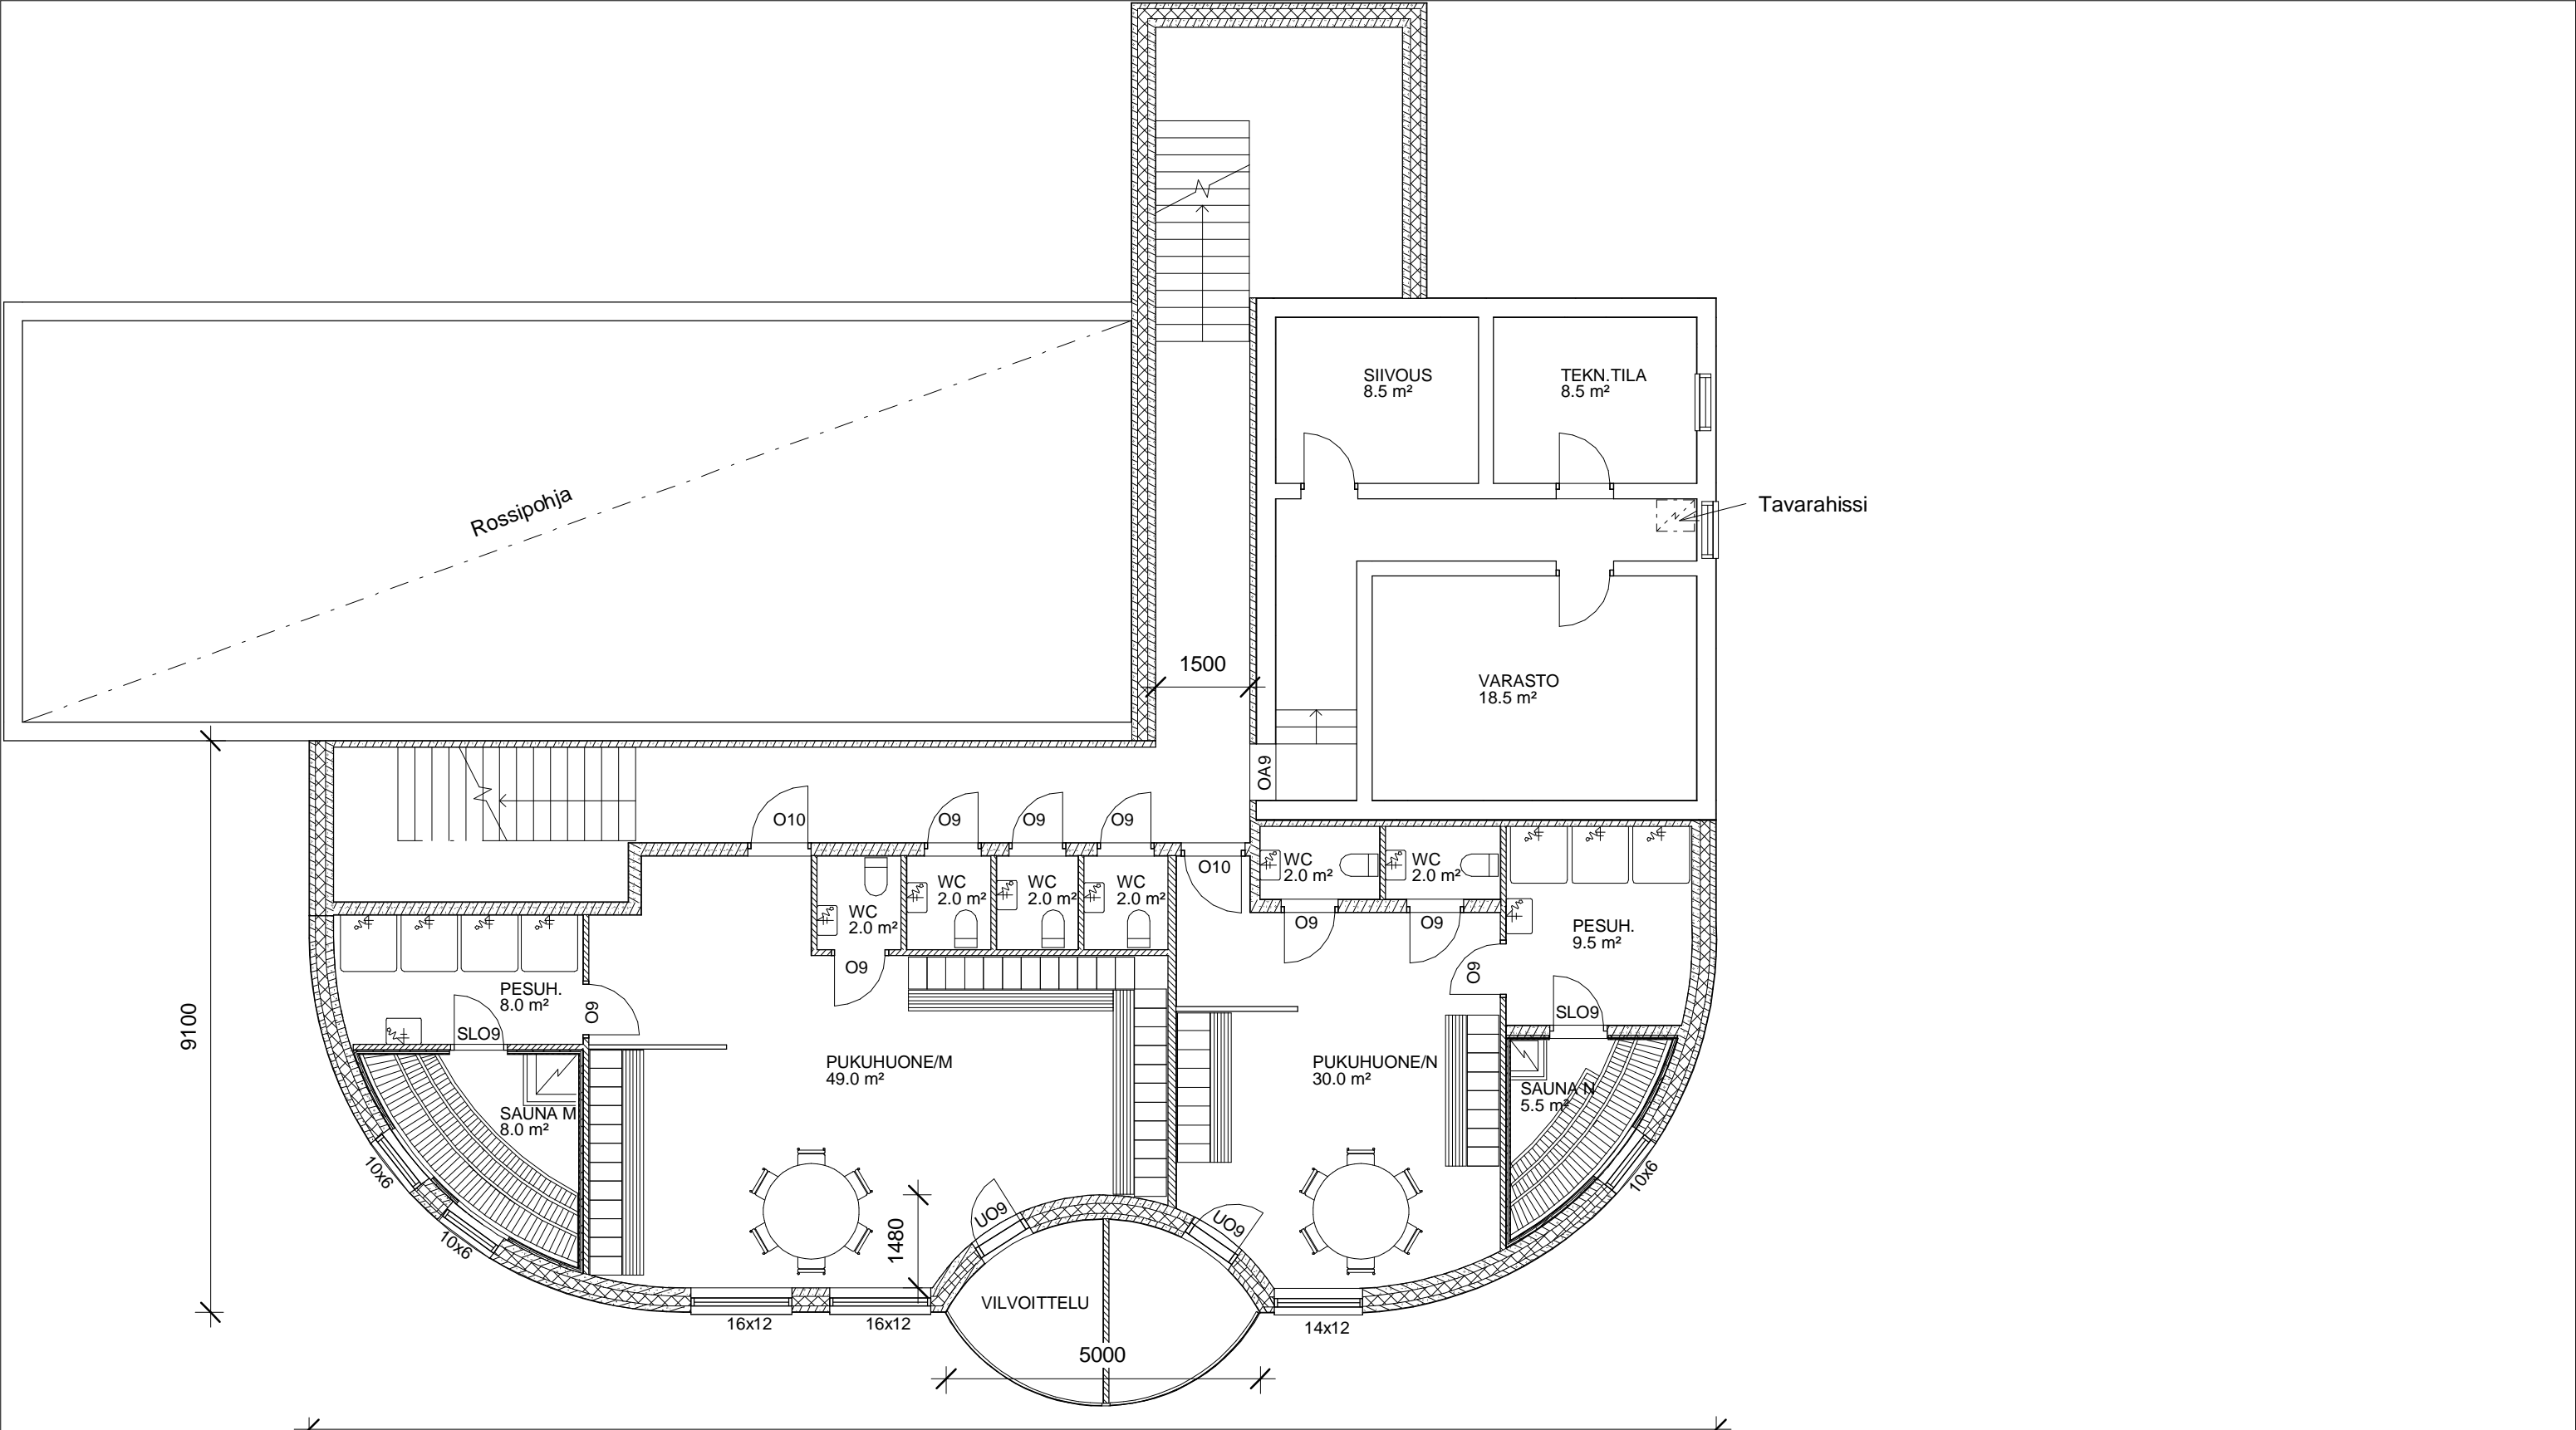 SIIVOUS
8.5 m²
TEKN.TILA
8.5 m²
Rossipohja
Tavarahissi
1500
VARASTO
18.5 m²
OA9
O10
O9
O9
O9
O10
WC
2.0 m²
WC
2.0 m²
WC
2.0 m²
WC
2.0 m²
WC
2.0 m²
WC
2.0 m²
O9
O9
O9
PESUH.
9.5 m²
O9
PESUH.
8.0 m²
O9
SLO9
SLO9
9100
PUKUHUONE/M
49.0 m²
PUKUHUONE/N
30.0 m²
SAUNA M
8.0 m²
SAUNA N
5.5 m²
10x6
10x6
10x6
UO9
UO9
1480
VILVOITTELU
16x12
16x12
14x12
5000